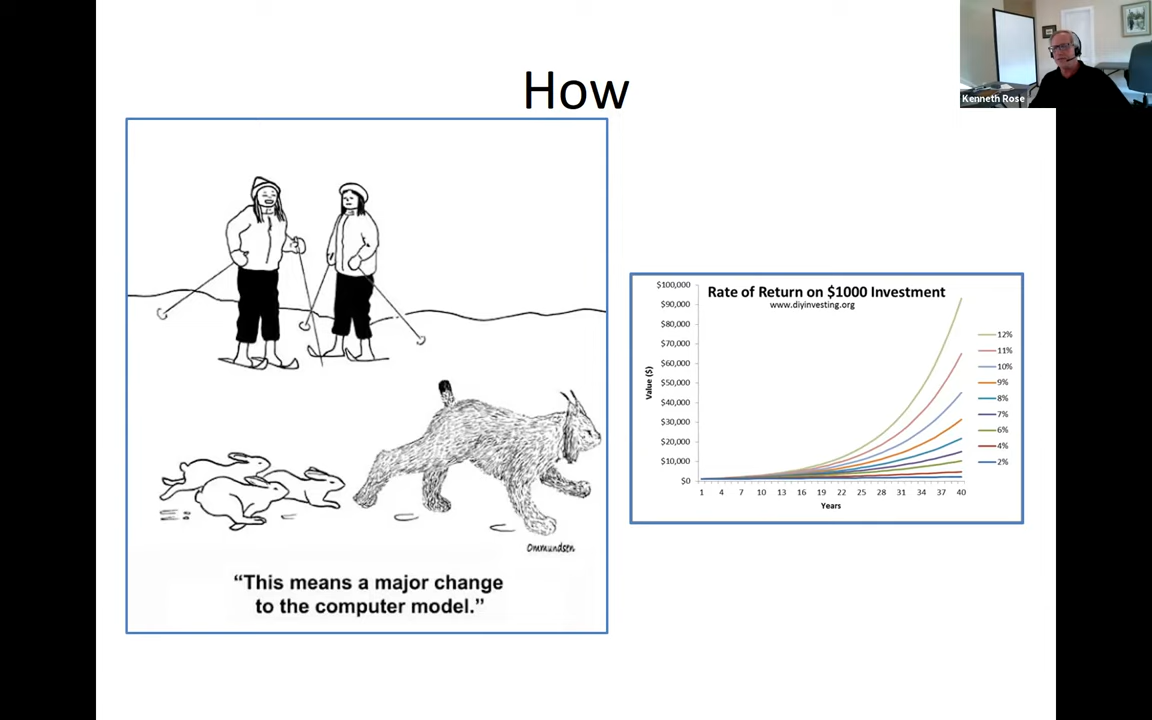 How
Kenneth Rose
Ommundsen
“This means a major change
to the computer model.”
Rate of Return on $1000 Investment
www.diyinvesting.org
Value ($)
$100,000
$90,000
$80,000
$70,000
$60,000
$50,000
$40,000
$30,000
$20,000
$10,000
$0
1 4 7 10 13 16 19 22 25 28 31 34 37 40
Years
12%
11%
10%
9%
8%
7%
6%
4%
2%